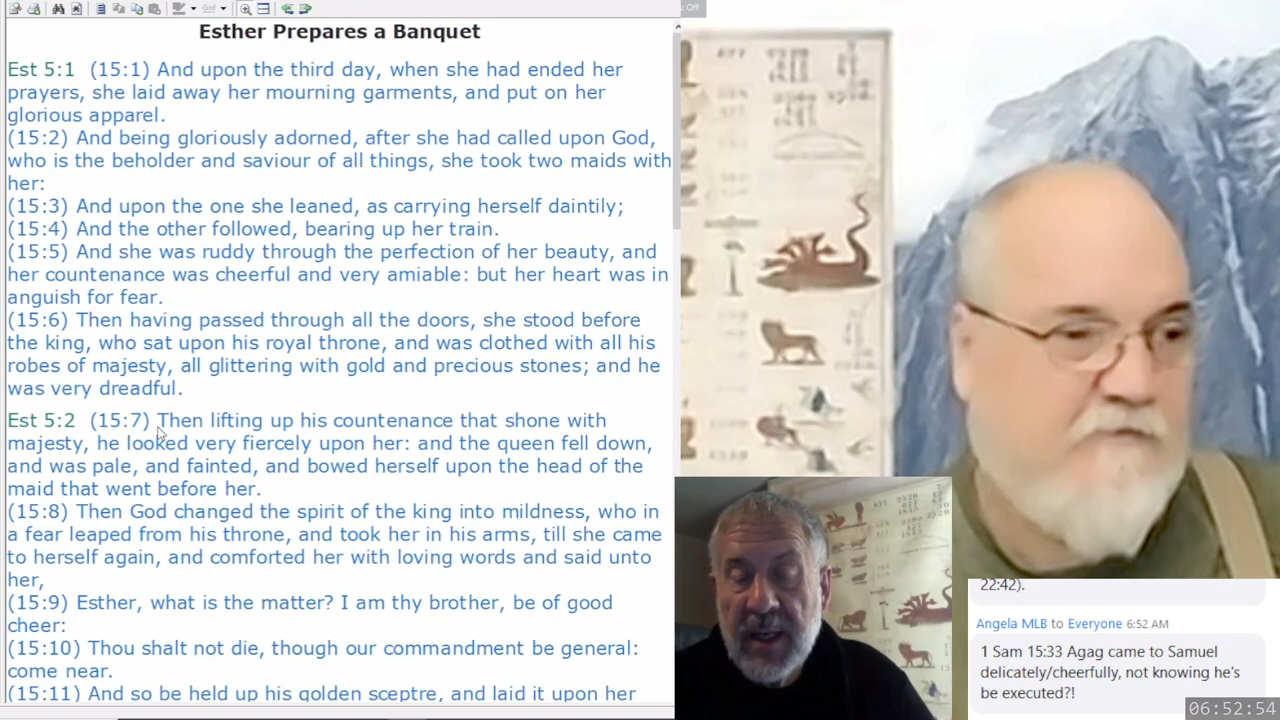 Esther Prepares a Banquet
Est 5:1 (15:1) And upon the third day, when she had ended her
prayers, she laid away her mourning garments, and put on her
glorious apparel.
(15:2) And being gloriously adorned, after she had called upon God,
who is the beholder and saviour of all things, she took two maids with
her:
(15:3) And upon the one she leaned, as carrying herself daintily;
(15:4) And the other followed, bearing up her train.
(15:5) And she was ruddy through the perfection of her beauty, and
her countenance was cheerful and very amiable: but her heart was in
anguish for fear.
(15:6) Then having passed through all the doors, she stood before
the king, who sat upon his royal throne, and was clothed with all his
robes of majesty, all glittering with gold and precious stones; and he
was very dreadful.
Est 5:2 (15:7) Then lifting up his countenance that shone with
majesty, he looked very fiercely upon her: and the queen fell down,
and was pale, and fainted, and bowed herself upon the head of the
maid that went before her.
(15:8) Then God changed the spirit of the king into mildness, who in
a fear leaped from his throne, and took her in his arms, till she came
to herself again, and comforted her with loving words and said unto
her,
(15:9) Esther, what is the matter? I am thy brother, be of good
cheer:
(15:10) Thou shalt not die, though our commandment be general:
come near.
(15:11) And so be held up his golden sceptre, and laid it upon her
Off
22:42).
Angela MLB to Everyone 6:52 AM
1 Sam 15:33 Agag came to Samuel
delicately/cheerfully, not knowing he's
be executed?!
06:52:54